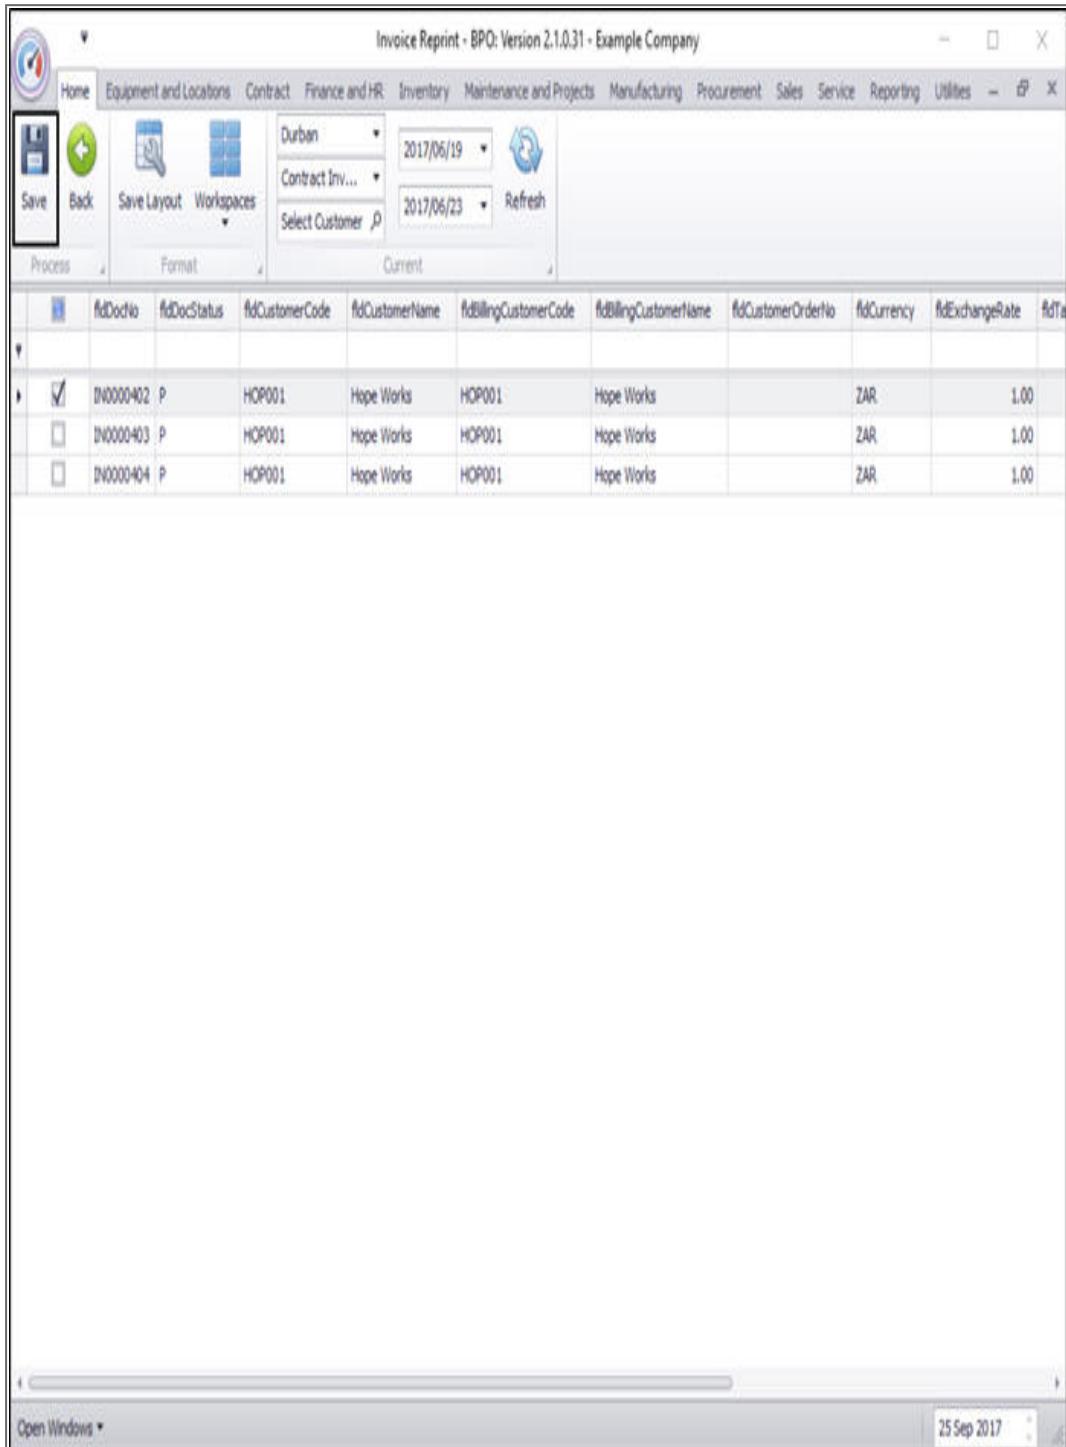 Invoice Reprint - BPO: Version 2.1.0.31 - Example Company
Home Equipment and Locations Contract Finance and HR Inventory Maintenance and Projects Manufacturing Procurement Sales Service Reporting Utilities
Durban
2017/06/19
Contract Inv...
Save Back Save Layout Workspaces 2017/06/23 Refresh
Select Customer
Process Format Current
fldDocNo fldDocStatus fldCustomerCode fldCustomerName fldBillingCustomerCode fldBillingCustomerName fldCustomerOrderNo fldCurrency fldExchangeRate fldTa
IN0000402 P HOP001 Hope Works HOP001 Hope Works ZAR 1.00
IN0000403 P HOP001 Hope Works HOP001 Hope Works ZAR 1.00
IN0000404 P HOP001 Hope Works HOP001 Hope Works ZAR 1.00
Open Windows 25 Sep 2017